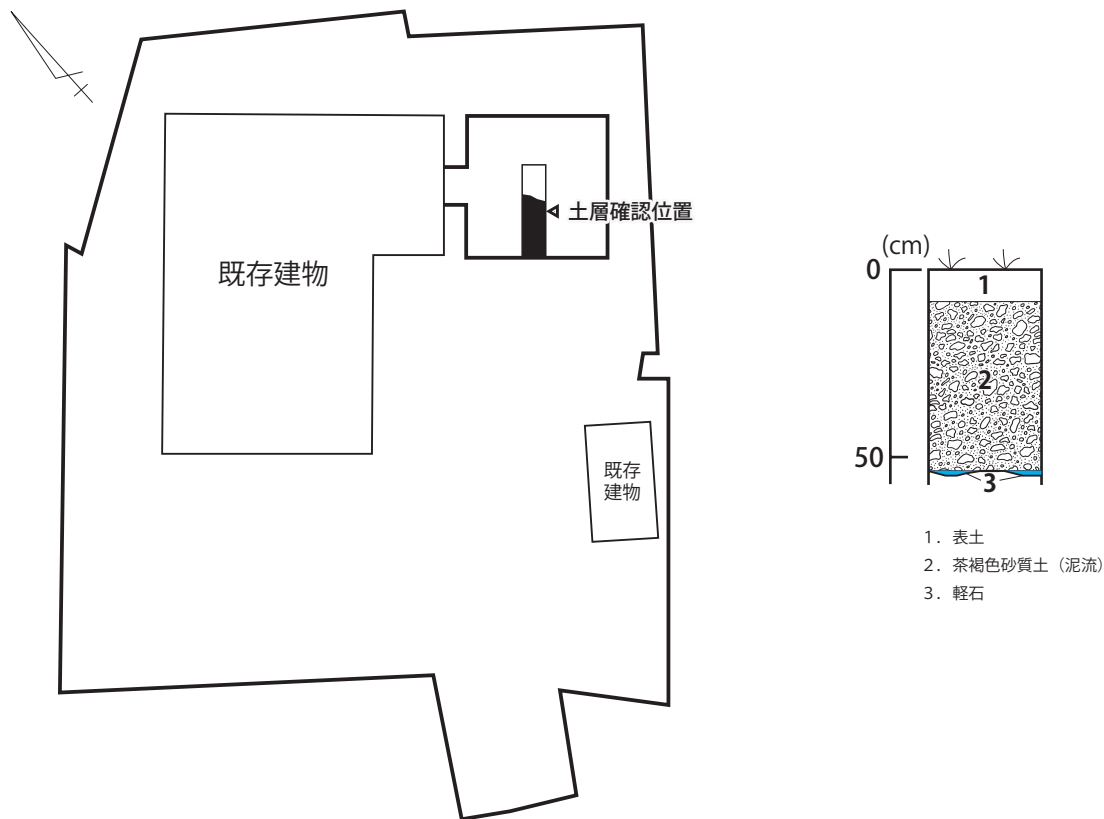 土層確認位置
既存建物
既存
建物
(cm)
0
1
2
50
3
1．表土
2．茶褐色砂質土（泥流）
3．軽石